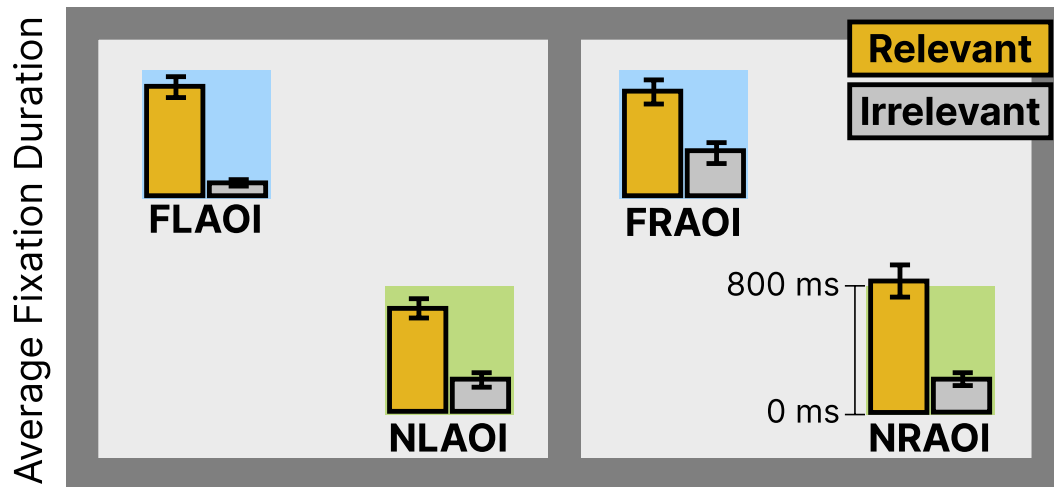 Average Fixation Duration
Relevant
Irrelevant
FLAOI
FRAOI
800 ms
0 ms
NLAOI
NRAOI